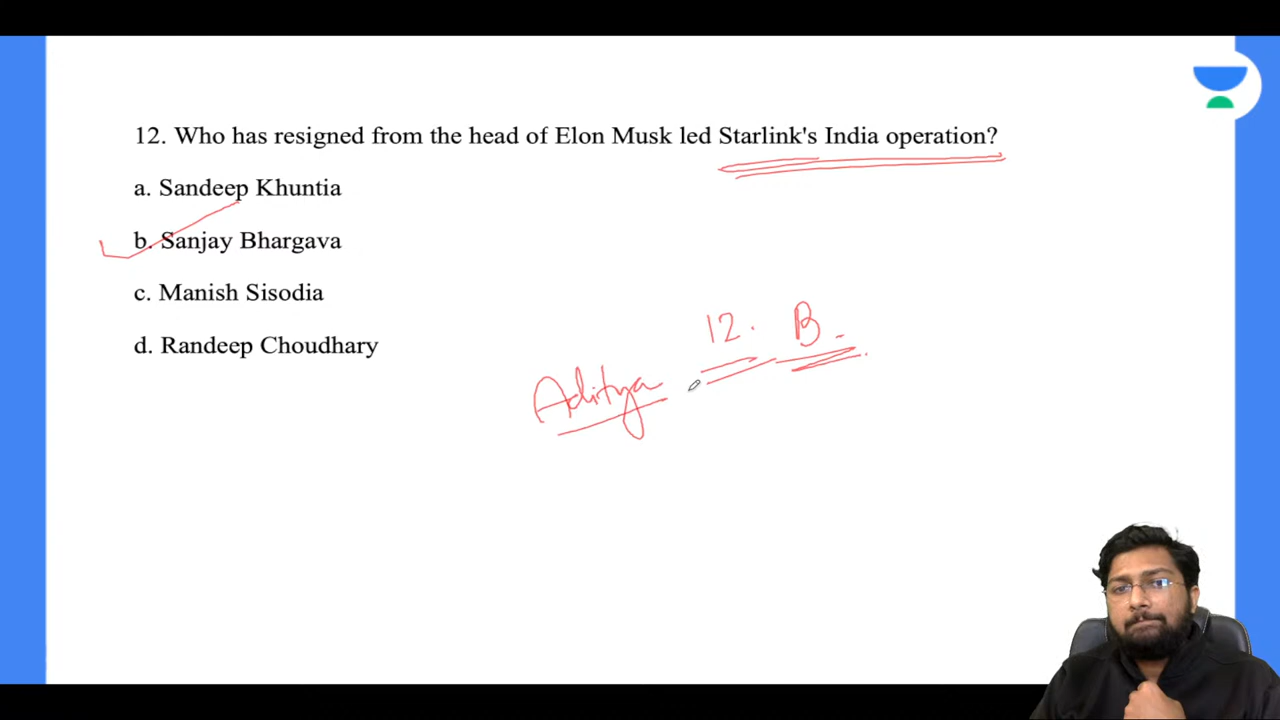 12. Who has resigned from the head of Elon Musk led Starlink's India operation?
a. Sandeep Khuntia
b. Sanjay Bhargava
c. Manish Sisodia
d. Randeep Choudhary
12. B.
Aditya